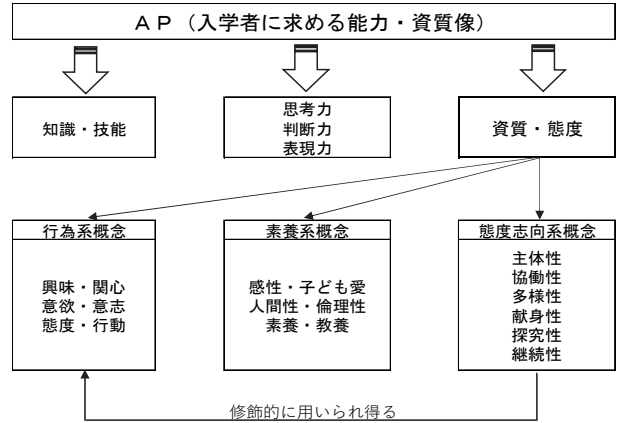 ＡＰ（入学者に求める能力・資質像）
知識・技能
思考力
判断力
表現力
資質・態度
行為系概念
興味・関心
意欲・意志
態度・行動
素養系概念
感性・子ども愛
人間性・倫理性
素養・教養
態度志向系概念
主体性
協働性
多様性
献身性
探究性
継続性
修飾的に用いられ得る